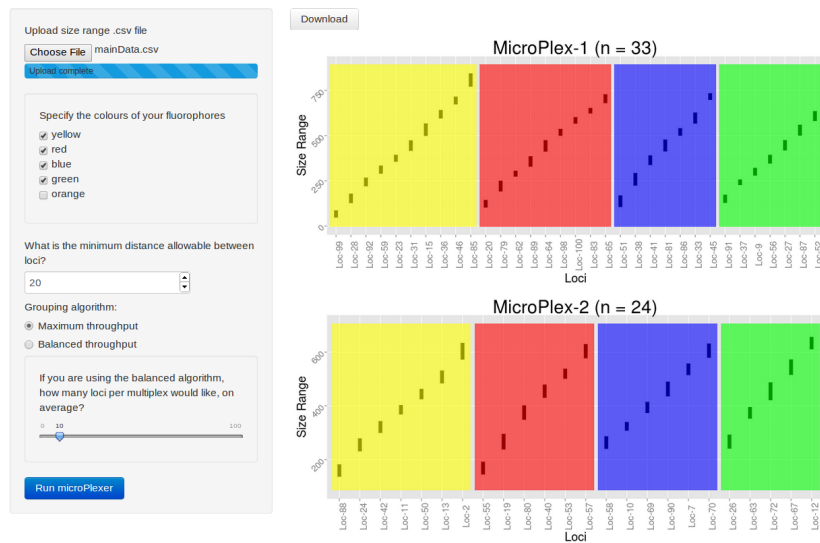 Upload size range .csv file
Choose File mainData.csv
Upload complete
Specify the colours of your fluorophores
yellow
red
blue
green
orange
What is the minimum distance allowable between
loci?
20
Grouping algorithm:
Maximum throughput
Balanced throughput
If you are using the balanced algorithm,
how many loci per multiplex would like, on
average?
0 10 100
Run microPlexer
Download
MicroPlex-1 (n = 33)
Size Range
750
500
250
0
Loc-99 Loc-28 Loc-92 Loc-59 Loc-23 Loc-31 Loc-15 Loc-36 Loc-46 Loc-85 Loc-20 Loc-79 Loc-62 Loc-89 Loc-64 Loc-98 Loc-100 Loc-83 Loc-65 Loc-51 Loc-38 Loc-41 Loc-81 Loc-86 Loc-33 Loc-45 Loc-91 Loc-37 Loc-9 Loc-56 Loc-27 Loc-87 Loc-52
Loci
MicroPlex-2 (n = 24)
Size Range
600
400
200
Loc-88 Loc-24 Loc-42 Loc-11 Loc-50 Loc-13 Loc-2 Loc-55 Loc-19 Loc-80 Loc-40 Loc-53 Loc-57 Loc-58 Loc-10 Loc-69 Loc-90 Loc-7 Loc-70 Loc-26 Loc-63 Loc-72 Loc-67 Loc-12
Loci